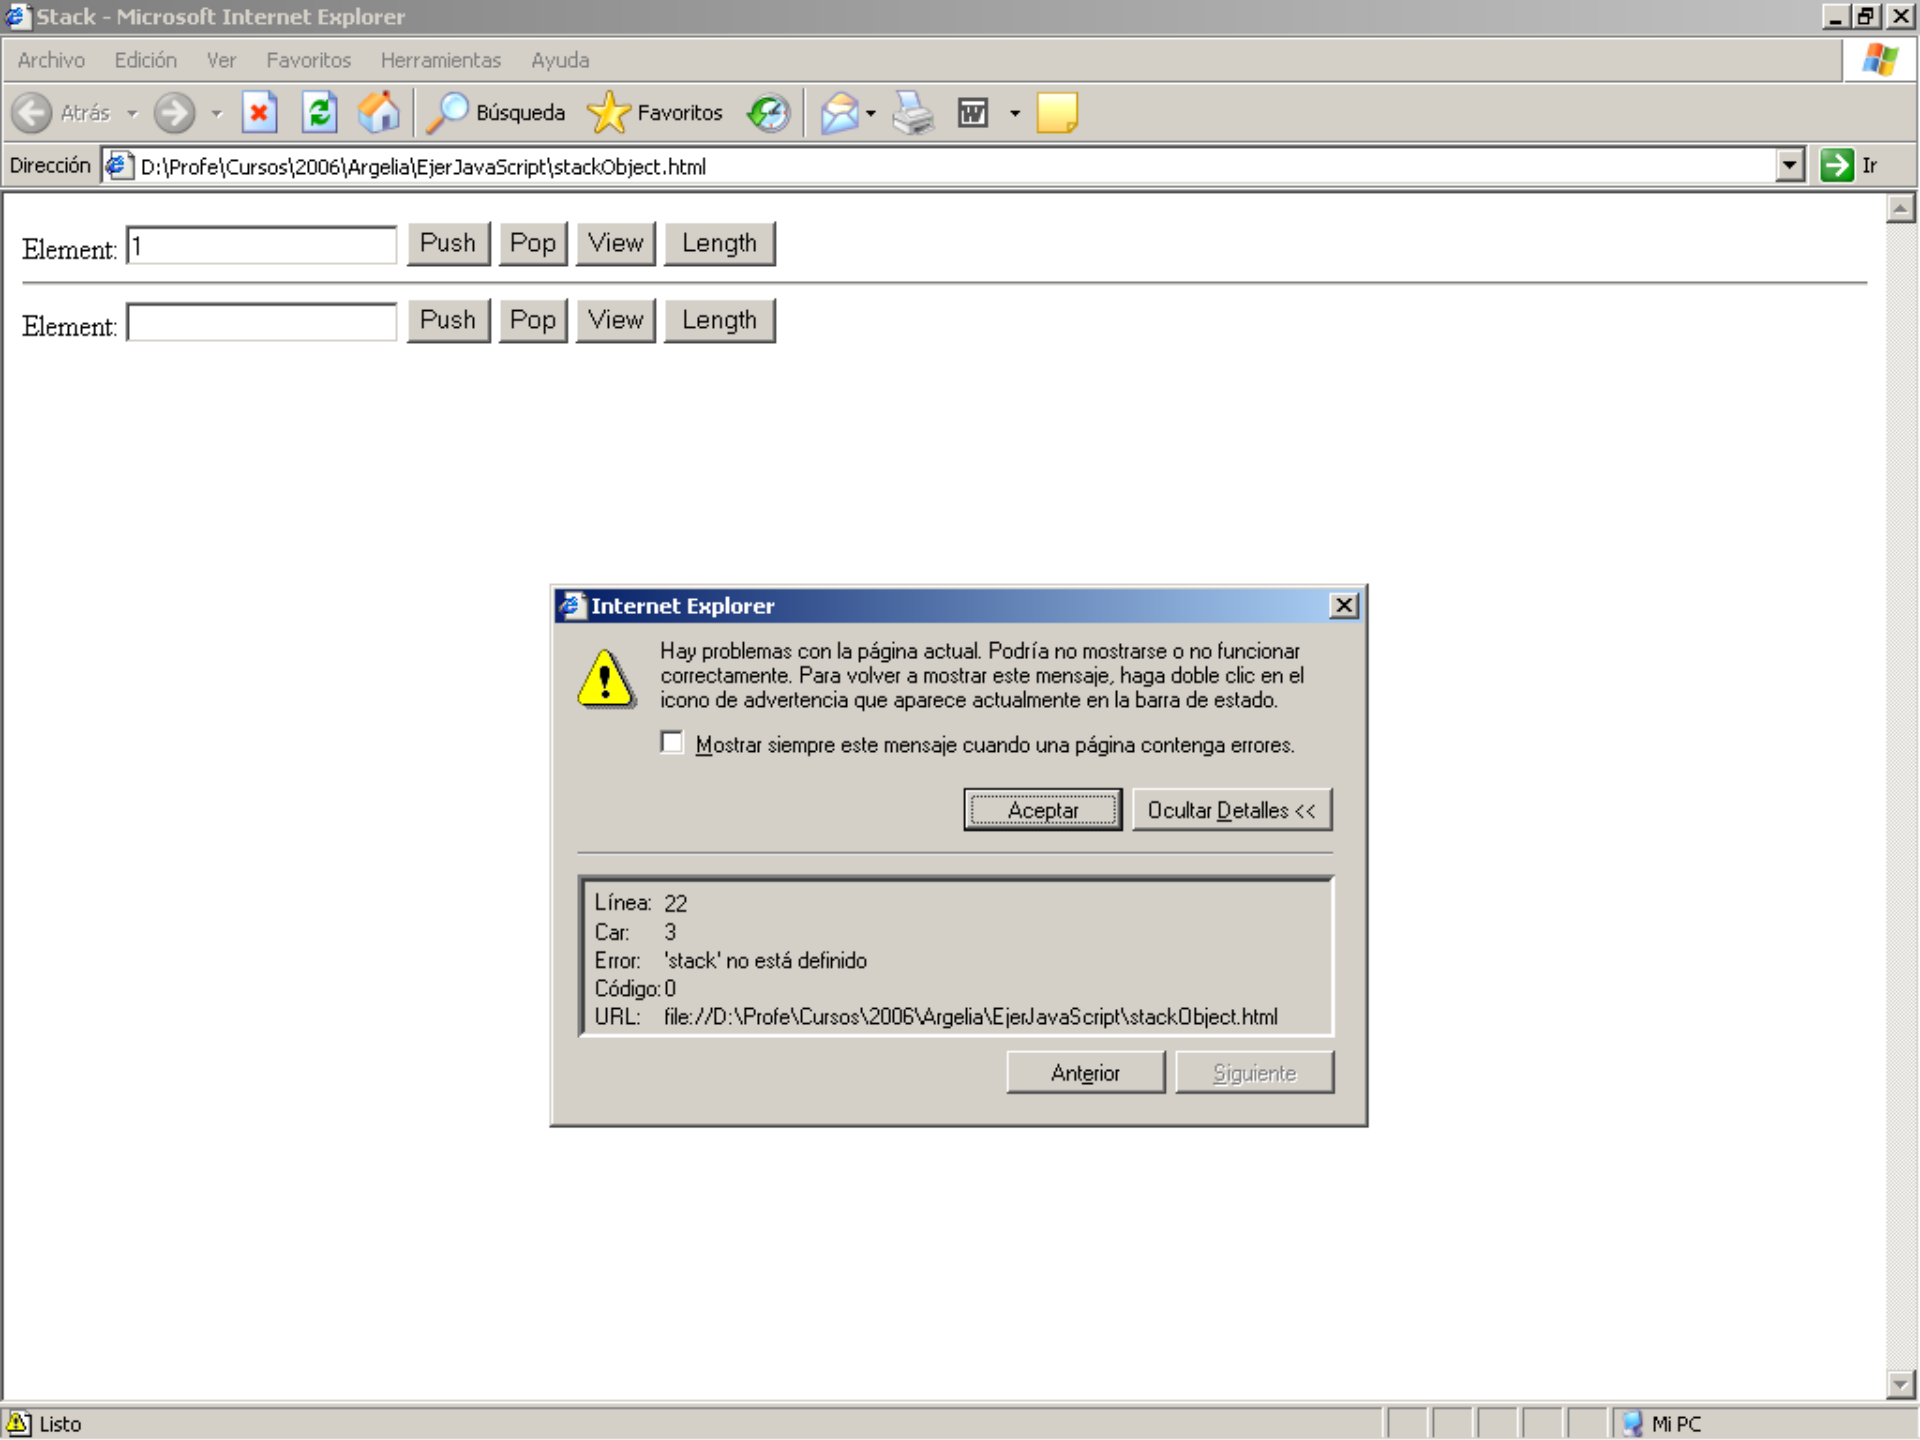 Stack - Microsoft Internet Explorer
Archivo Edición Ver Favoritos Herramientas Ayuda
Atrás Búsqueda Favoritos
Dirección D:\Profe\Cursos\2006\Argelia\EjerJavaScript\stackObject.html Ir
Element: 1 Push Pop View Length
Element: Push Pop View Length
Internet Explorer
Hay problemas con la página actual. Podría no mostrarse o no funcionar
correctamente. Para volver a mostrar este mensaje, haga doble clic en el
icono de advertencia que aparece actualmente en la barra de estado.
Mostrar siempre este mensaje cuando una página contenga errores.
Aceptar Ocultar Detalles <<
Línea: 22
Car: 3
Error: 'stack' no está definido
Código: 0
URL: file://D:\Profe\Cursos\2006\Argelia\EjerJavaScript\stackObject.html
Anterior Siguiente
Listo Mi PC